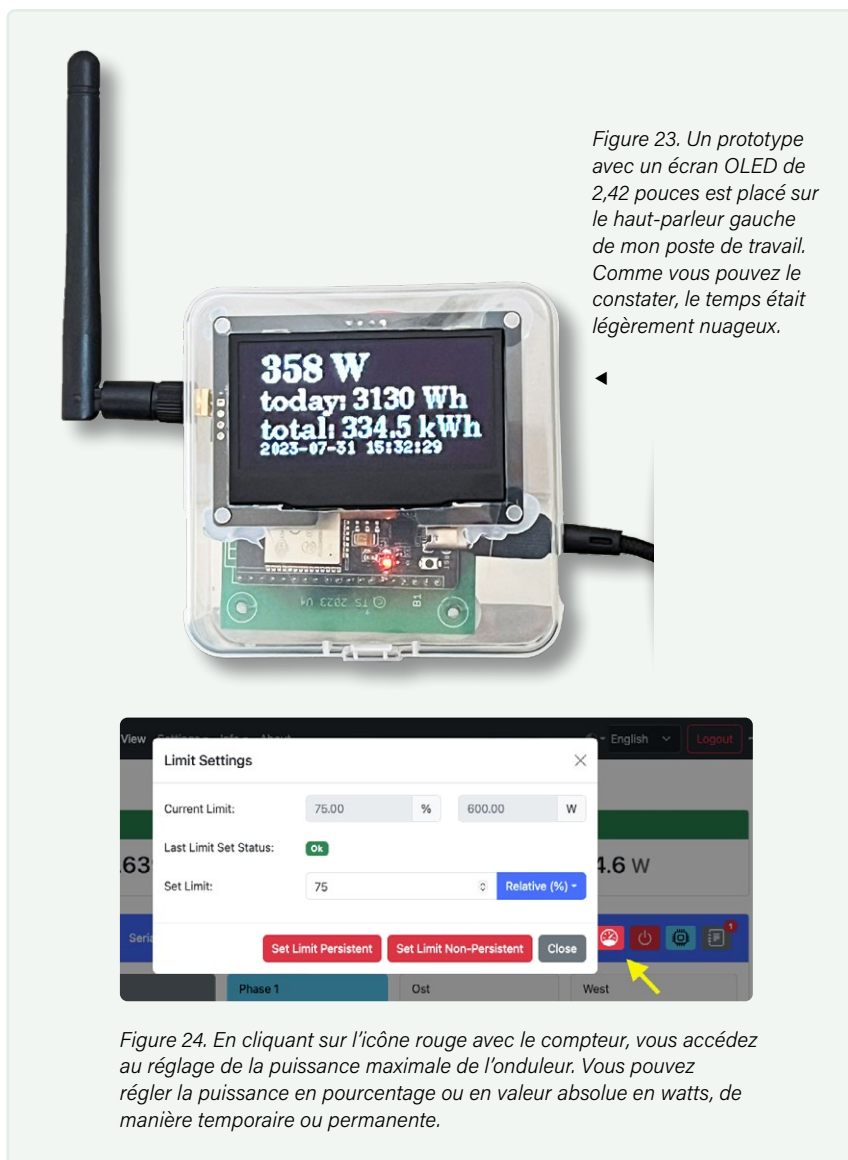 Figure 23. Un prototype
avec un écran OLED de
2,42 pouces est placé sur
le haut-parleur gauche
de mon poste de travail.
Comme vous pouvez le
constater, le temps était
légèrement nuageux.
358 W
today: 3130 Wh
total: 334.5 kWh
2023-07-31 15:32:29
© TS 2023 V1
B1
View Settings Info About English Logout
Limit Settings
Current Limit: 75.00 % 600.00 W
Last Limit Set Status: Ok
.63 4.6 W
Set Limit: 75 Relative (%)
Seria 1
Set Limit Persistent Set Limit Non-Persistent Close
Phase 1 Ost West
Figure 24. En cliquant sur l'icône rouge avec le compteur, vous accédez
au réglage de la puissance maximale de l'onduleur. Vous pouvez
régler la puissance en pourcentage ou en valeur absolue en watts, de
manière temporaire ou permanente.